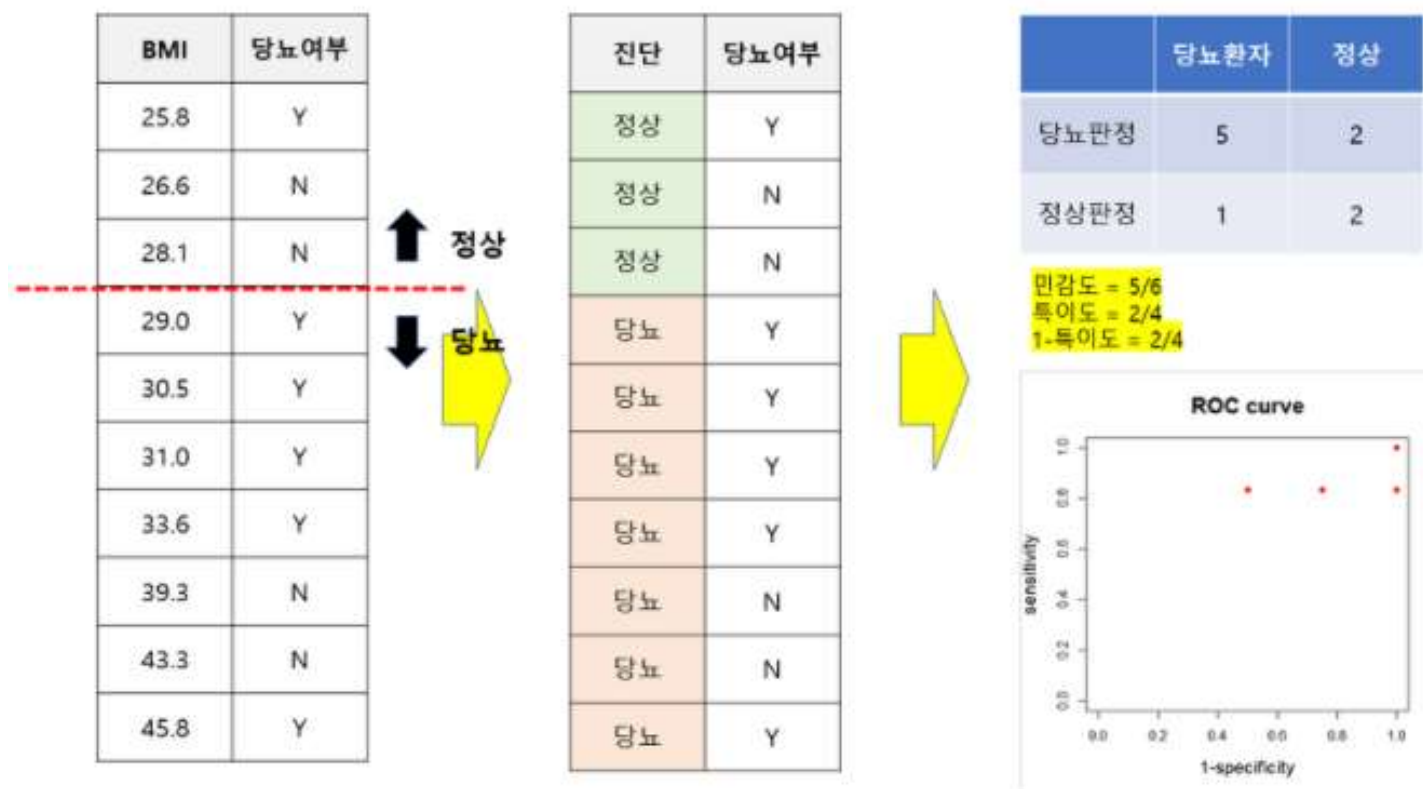 BMI 당뇨여부
25.8 Y
26.6 N
28.1 N
29.0 Y
30.5 Y
31.0 Y
33.6 Y
39.3 N
43.3 N
45.8 Y
정상
당뇨
진단 당뇨여부
정상 Y
정상 N
정상 N
당뇨 Y
당뇨 Y
당뇨 Y
당뇨 Y
당뇨 N
당뇨 N
당뇨 Y
당뇨환자 정상
당뇨판정 5 2
정상판정 1 2
민감도 = 5/6
특이도 = 2/4
1-특이도 = 2/4
ROC curve
sensitivity
1.0
0.8
0.6
0.4
0.2
0.0
0.0 0.2 0.4 0.6 0.8 1.0
1-specificity